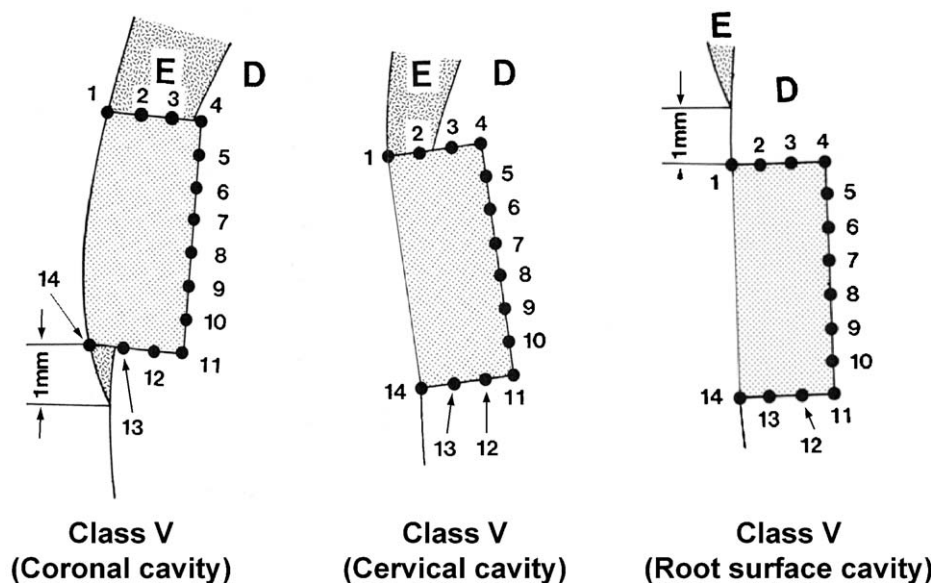 E
D
1 2 3 4
5
6
7
8
9
10
14
11
12
13
1mm
Class V
(Coronal cavity)
E
D
1 2 3 4
5
6
7
8
9
10
14
11
13 12
Class V
(Cervical cavity)
E
D
1mm
1 2 3 4
5
6
7
8
9
10
14 13 11
12
Class V
(Root surface cavity)